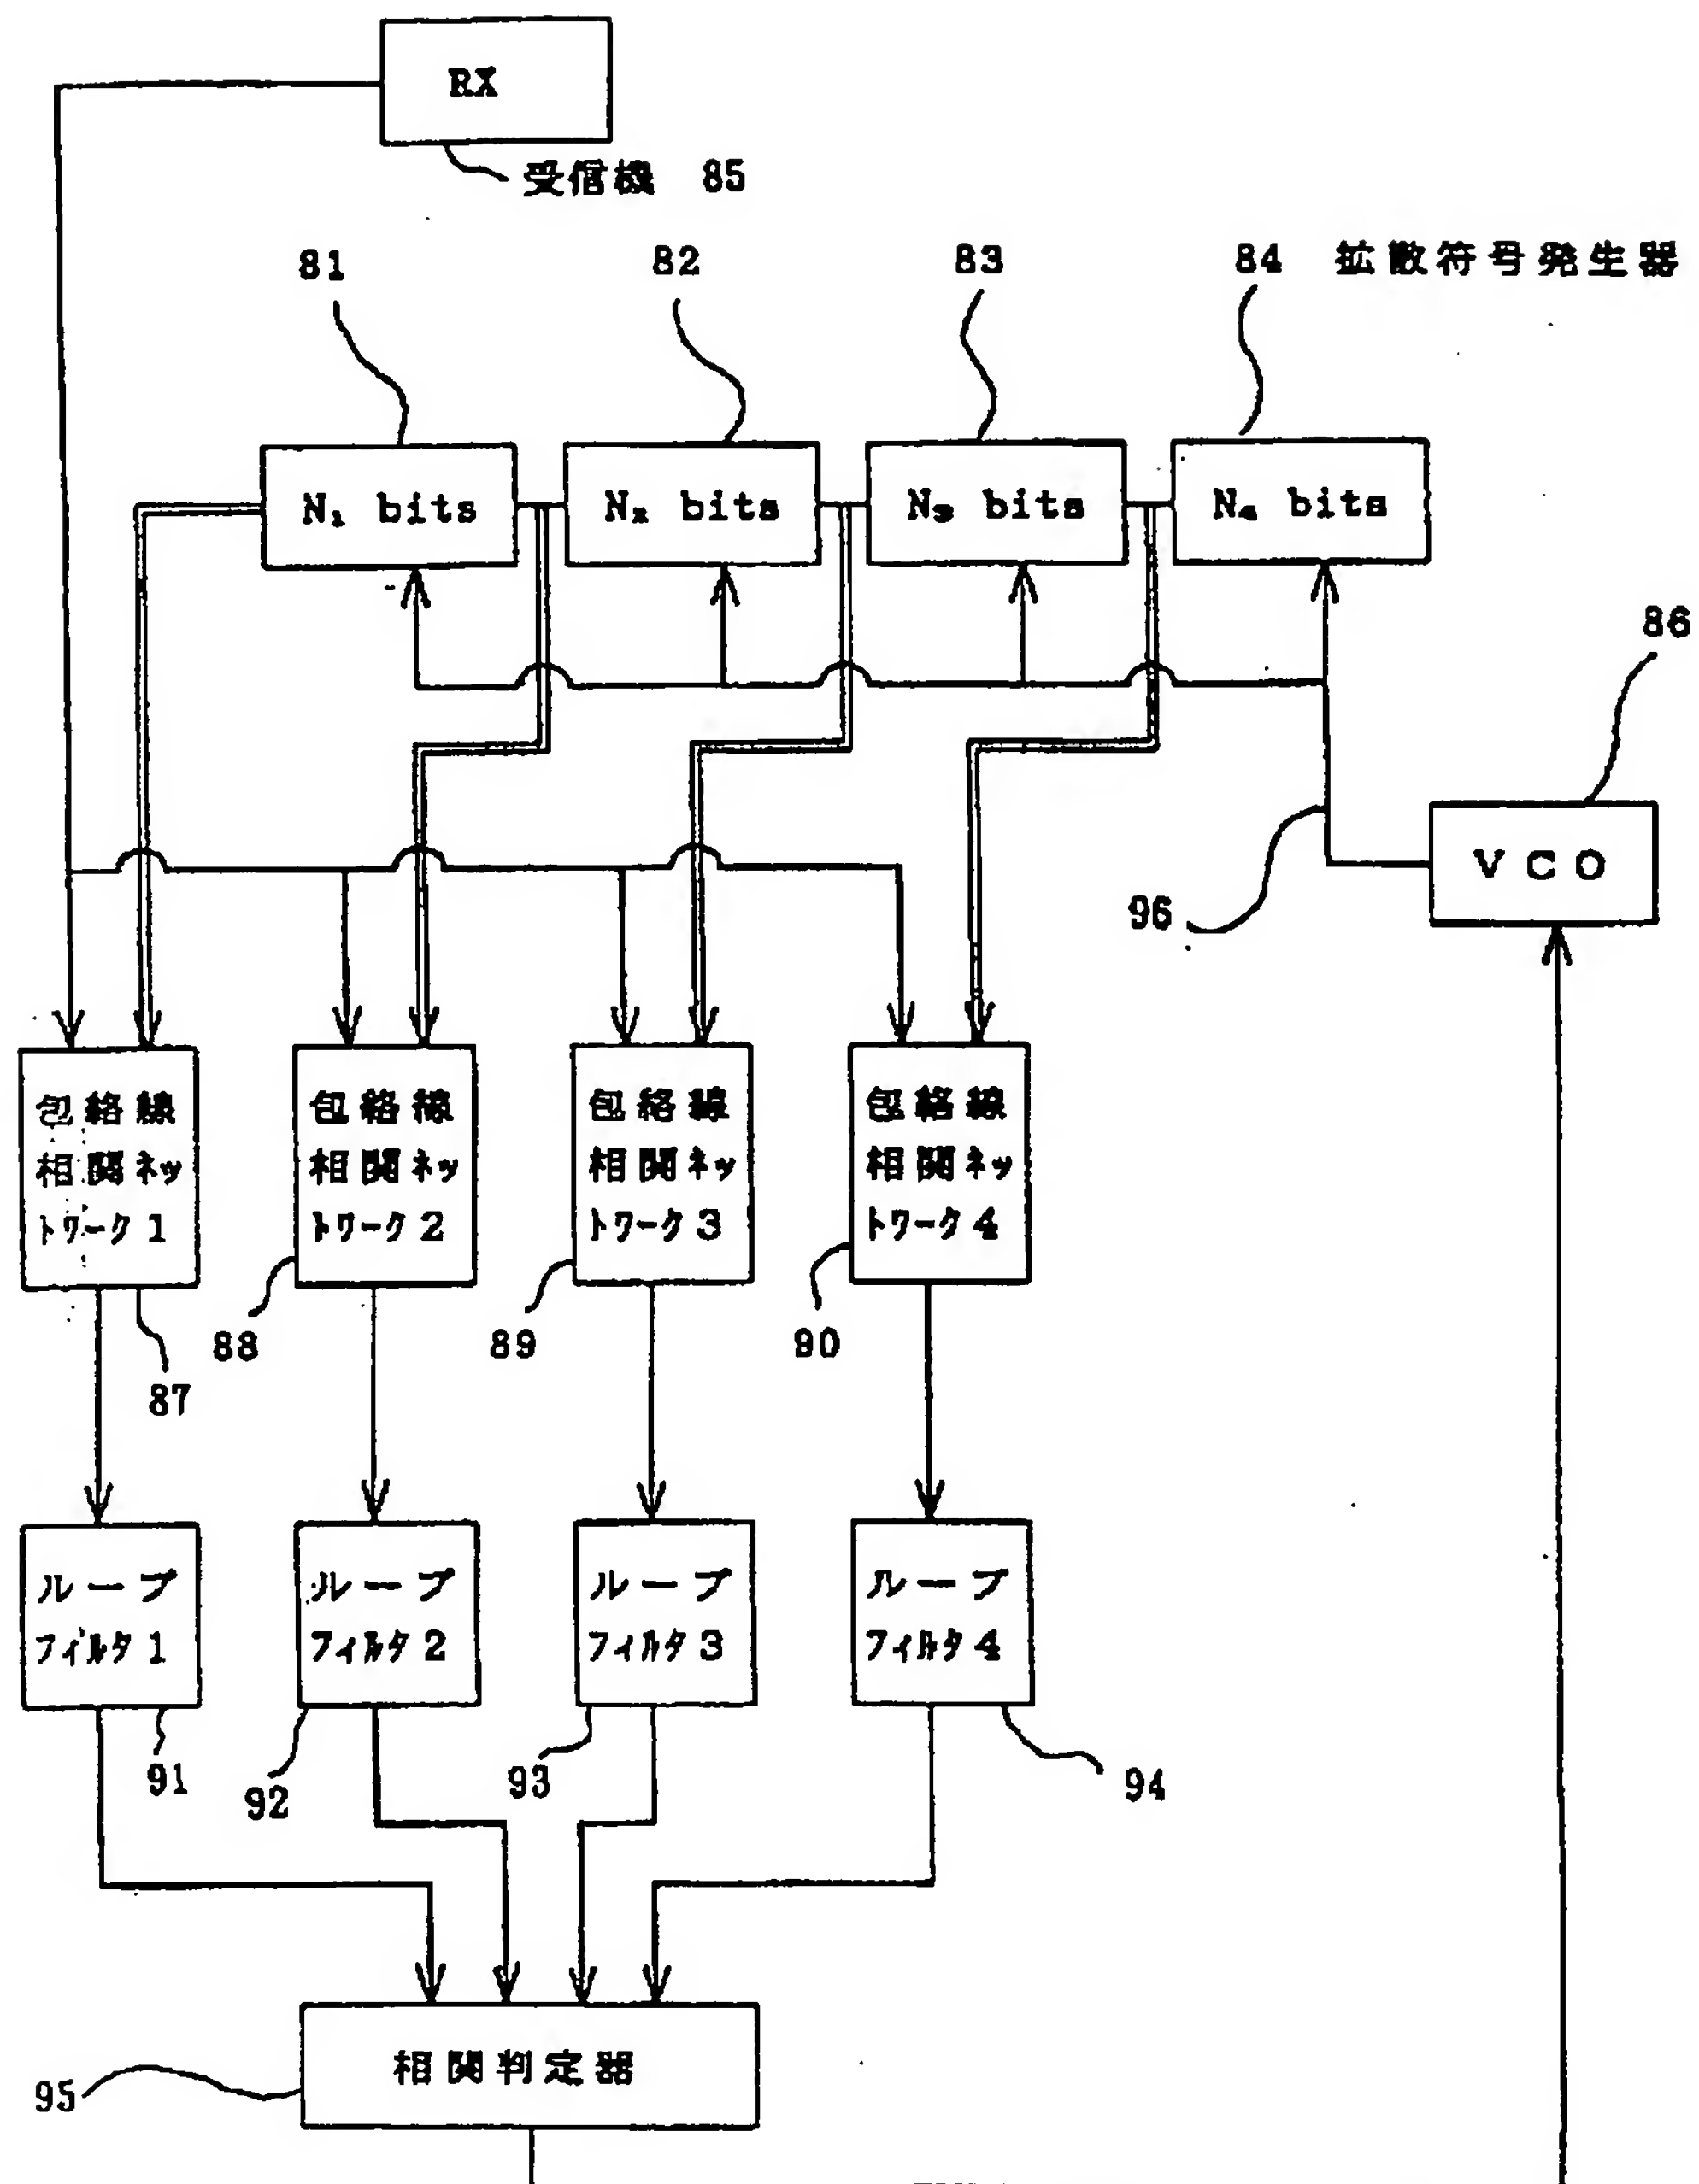 RX
受信機 85
81
82
83
84 拡散符号発生器
N₁ bits
N₂ bits
N₃ bits
N₄ bits
86
VCO
96
包絡線
相関ネッ
トワーク1
包絡線
相関ネッ
トワーク2
包絡線
相関ネッ
トワーク3
包絡線
相関ネッ
トワーク4
87
88
89
90
ループ
フィルタ1
ループ
フィルタ2
ループ
フィルタ3
ループ
フィルタ4
91
92
93
94
相関判定器
95